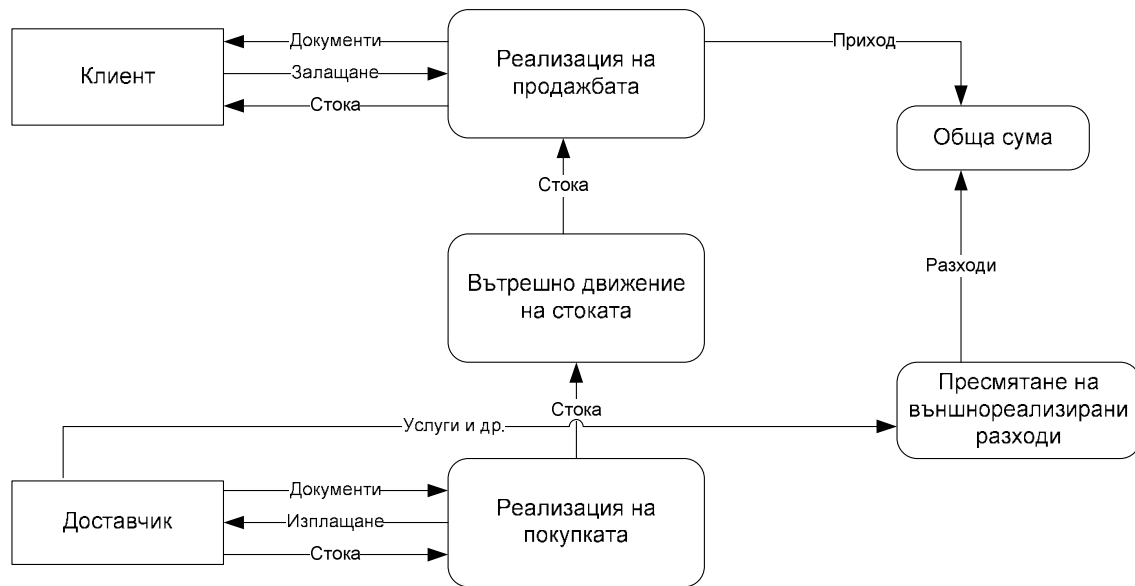 Клиент
Документи
Залащане
Стока
Реализация на
продажбата
Приход
Обща сума
Стока
Вътрешно движение
на стоката
Разходи
Стока
Услуги и др.
Пресмятане на
външнореализирани
разходи
Доставчик
Документи
Изплащане
Стока
Реализация на
покупката